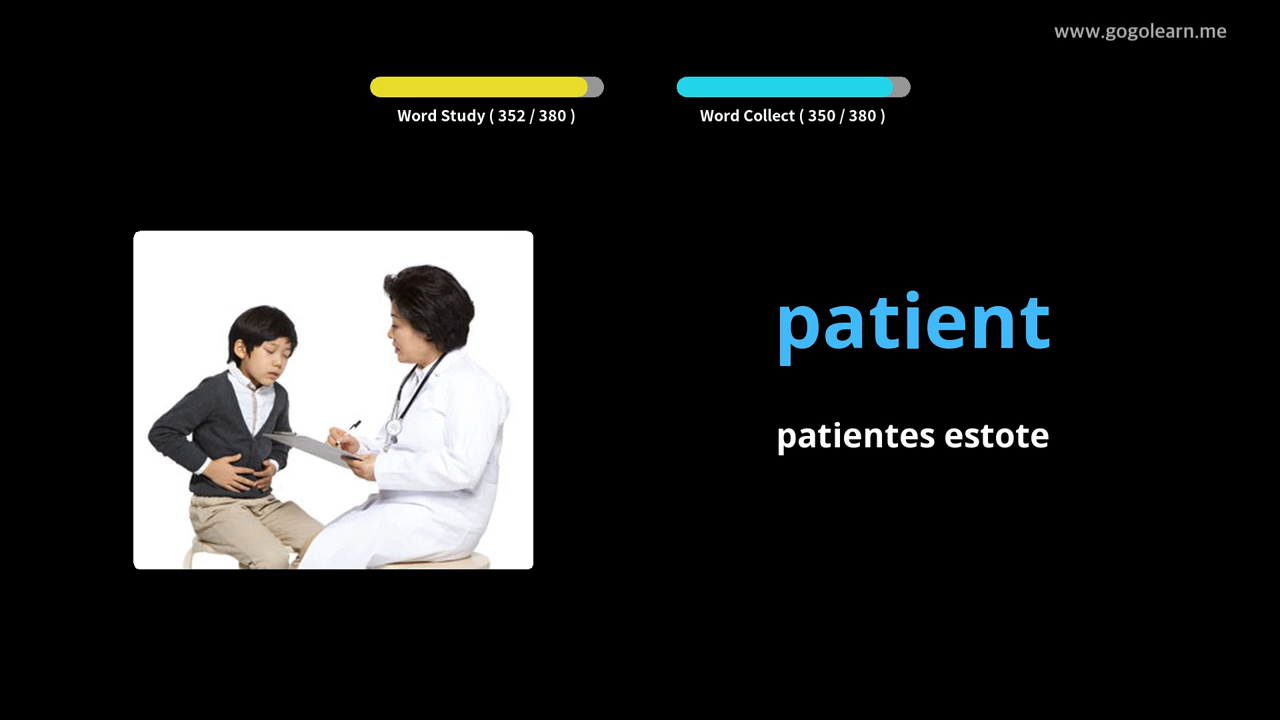 www.gogolearn.me
Word Study ( 352 / 380 )
Word Collect ( 350 / 380 )
patient
patientes estote